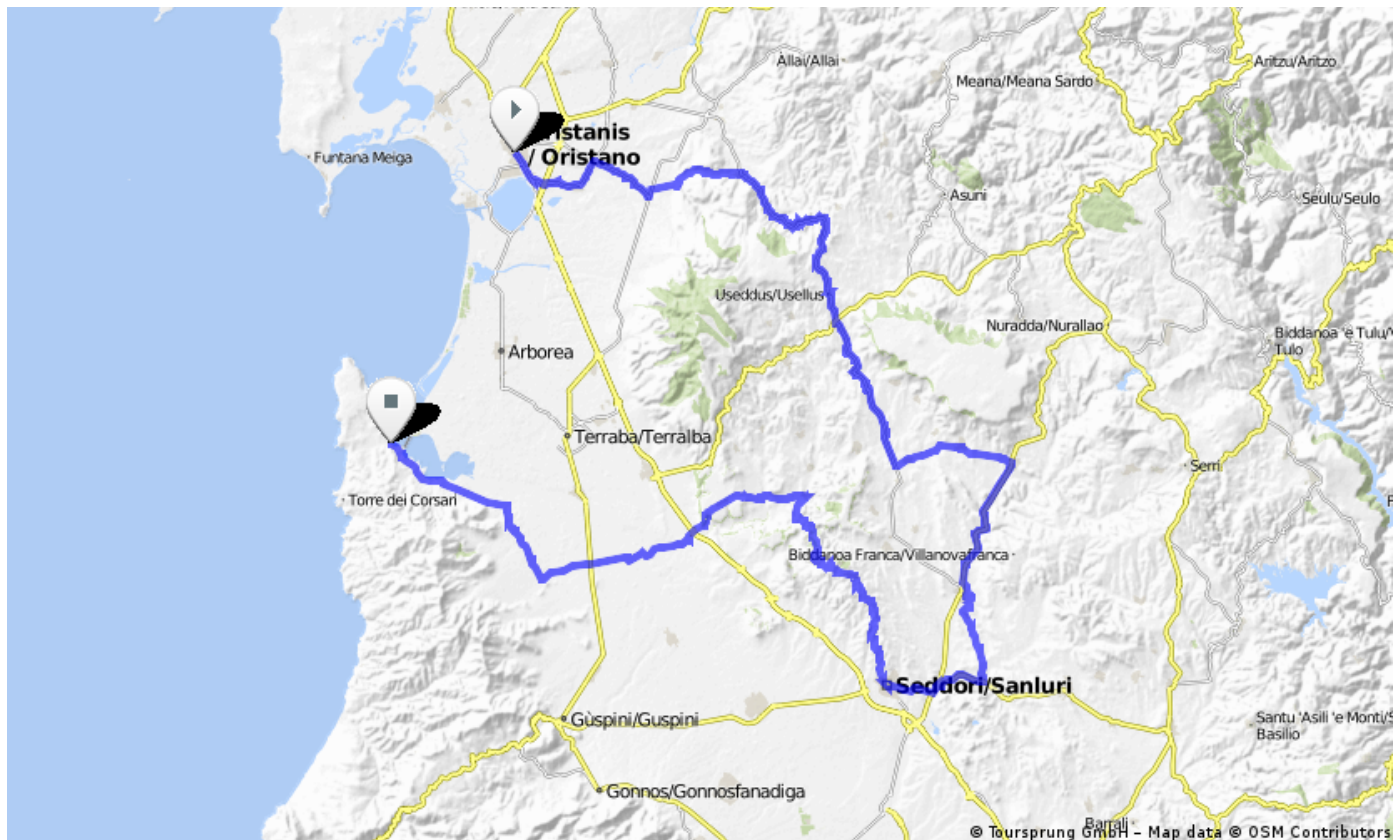 Allai/Allai
Meana/Meana Sardo
Aritzu/Aritzo
ristanis
/ Oristano
Funtana Meiga
Asuni
Seulu/Seulo
Useddus/Usellus
Nuradda/Nurallao
Biddanoa 'e Tulu/V
Tulo
Arborea
Terraba/Terralba
Serri
Torre dei Corsari
Biddanoa Franca/Villanovafranca
Seddori/Sanluri
Gùspini/Guspini
Santu 'Asili 'e Monti/S
Basilio
Gonnos/Gonnosfanadiga
Barrali
© Toursprung GmbH – Map data © OSM Contributors